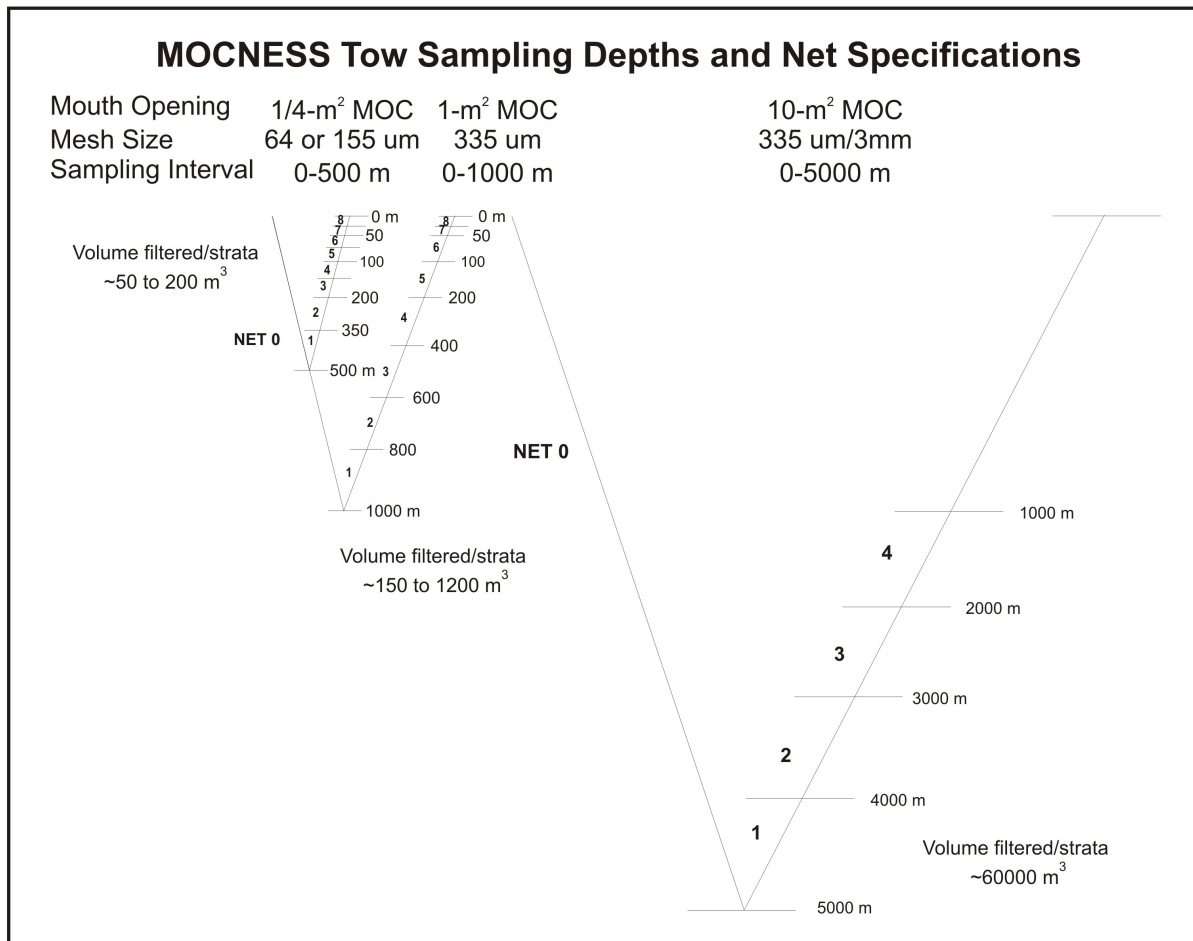 MOCNESS Tow Sampling Depths and Net Specifications
Mouth Opening 1/4-m² MOC 1-m² MOC 10-m² MOC
Mesh Size 64 or 155 um 335 um 335 um/3mm
Sampling Interval 0-500 m 0-1000 m 0-5000 m
8 0 m 8 0 m
7 50 7 50
6 6
Volume filtered/strata
~50 to 200 m³
5 100 100
4 5
3
200 200
2 4
NET 0 1 350
400
500 m 3
600
2
800
1
1000 m
Volume filtered/strata
~150 to 1200 m³
NET 0
1000 m
4
2000 m
3
3000 m
2
4000 m
1
Volume filtered/strata
~60000 m³
5000 m